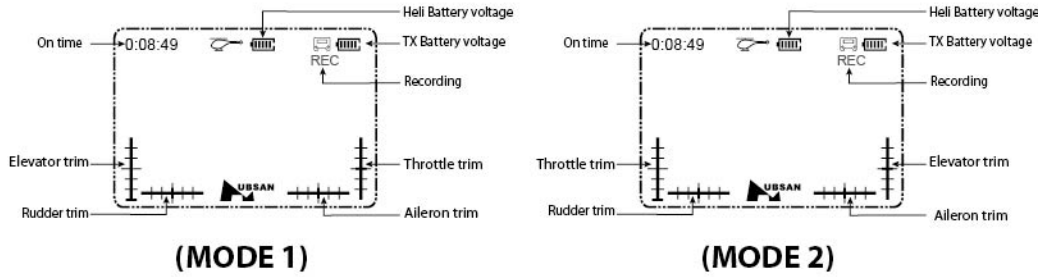 Heli Battery voltage
On time
0:08:49
TX Battery voltage
REC
Recording
Elevator trim
Throttle trim
UBSAN
Rudder trim
Aileron trim
(MODE 1)
Heli Battery voltage
On time
0:08:49
TX Battery voltage
REC
Recording
Throttle trim
Elevator trim
UBSAN
Rudder trim
Aileron trim
(MODE 2)